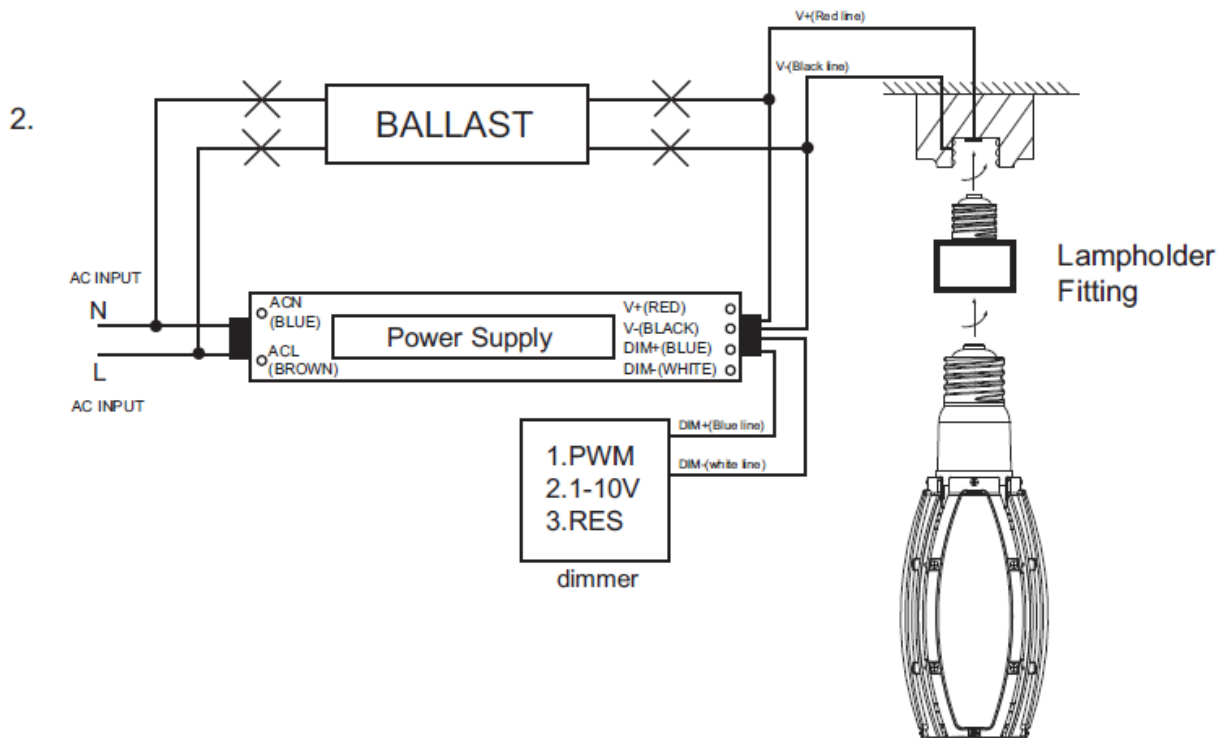 V+(Red line)
V-(Black line)
2.
BALLAST
Lampholder
Fitting
AC INPUT
N
L
AC INPUT
ACN
(BLUE)
ACL
(BROWN)
Power Supply
V+(RED)
V-(BLACK)
DIM+(BLUE)
DIM-(WHITE)
DIM+(Blue line)
DIM-(white line)
1.PWM
2.1-10V
3.RES
dimmer